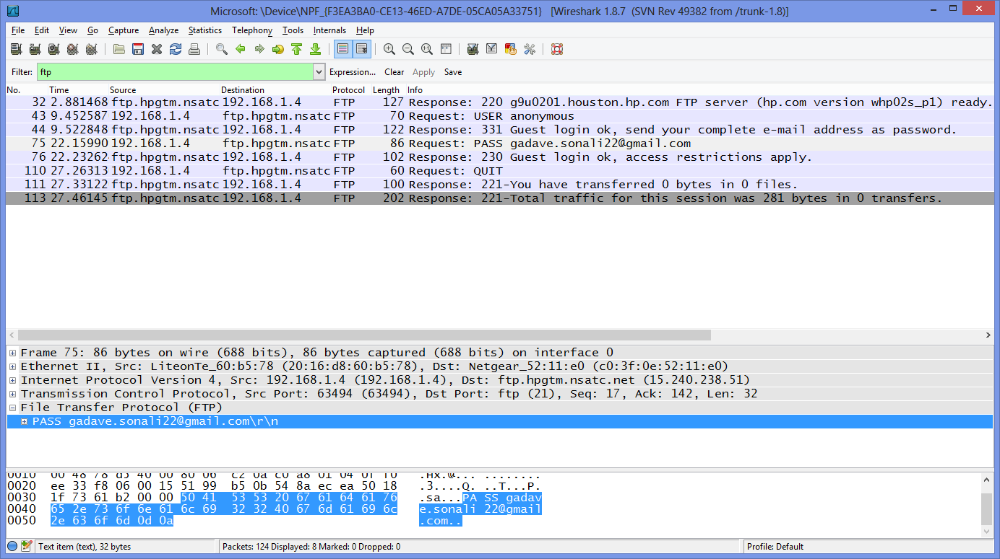 Microsoft: \Device\NPF_{F3EA3BA0-CE13-46ED-A7DE-05CA05A33751} [Wireshark 1.8.7 (SVN Rev 49382 from /trunk-1.8)]
File Edit View Go Capture Analyze Statistics Telephony Tools Internals Help
Filter: ftp Expression... Clear Apply Save
No. Time Source Destination Protocol Length Info
32 2.881468 ftp.hpgtm.nsatc 192.168.1.4 FTP 127 Response: 220 g9u0201.houston.hp.com FTP server (hp.com version whp02s_p1) ready.
43 9.452587 192.168.1.4 ftp.hpgtm.nsatc FTP 70 Request: USER anonymous
44 9.522848 ftp.hpgtm.nsatc 192.168.1.4 FTP 122 Response: 331 Guest login ok, send your complete e-mail address as password.
75 22.15990 192.168.1.4 ftp.hpgtm.nsatc FTP 86 Request: PASS gadave.sonali22@gmail.com
76 22.23262 ftp.hpgtm.nsatc 192.168.1.4 FTP 102 Response: 230 Guest login ok, access restrictions apply.
110 27.26313 192.168.1.4 ftp.hpgtm.nsatc FTP 60 Request: QUIT
111 27.33122 ftp.hpgtm.nsatc 192.168.1.4 FTP 100 Response: 221-You have transferred 0 bytes in 0 files.
113 27.46145 ftp.hpgtm.nsatc 192.168.1.4 FTP 202 Response: 221-Total traffic for this session was 281 bytes in 0 transfers.
Frame 75: 86 bytes on wire (688 bits), 86 bytes captured (688 bits) on interface 0
Ethernet II, Src: LiteonTe_60:b5:78 (20:16:d8:60:b5:78), Dst: Netgear_52:11:e0 (c0:3f:0e:52:11:e0)
Internet Protocol Version 4, Src: 192.168.1.4 (192.168.1.4), Dst: ftp.hpgtm.nsatc.net (15.240.238.51)
Transmission Control Protocol, Src Port: 63494 (63494), Dst Port: ftp (21), Seq: 17, Ack: 142, Len: 32
File Transfer Protocol (FTP)
PASS gadave.sonali22@gmail.com\r\n
0010 00 48 78 d5 40 00 80 06 c2 0a c0 a8 01 04 0f f0 .Hx.@... ........
0020 ee 33 f8 06 00 15 51 99 b5 0b 54 8a ec ea 50 18 .3....Q. ..T...P.
0030 1f 73 61 b2 00 00 50 41 53 53 20 67 61 64 61 76 .sa...PA SS gadav
0040 65 2e 73 6f 6e 61 6c 69 32 32 40 67 6d 61 69 6c e.sonali 22@gmail
0050 2e 63 6f 6d 0d 0a .com..
Text item (text), 32 bytes Packets: 124 Displayed: 8 Marked: 0 Dropped: 0 Profile: Default